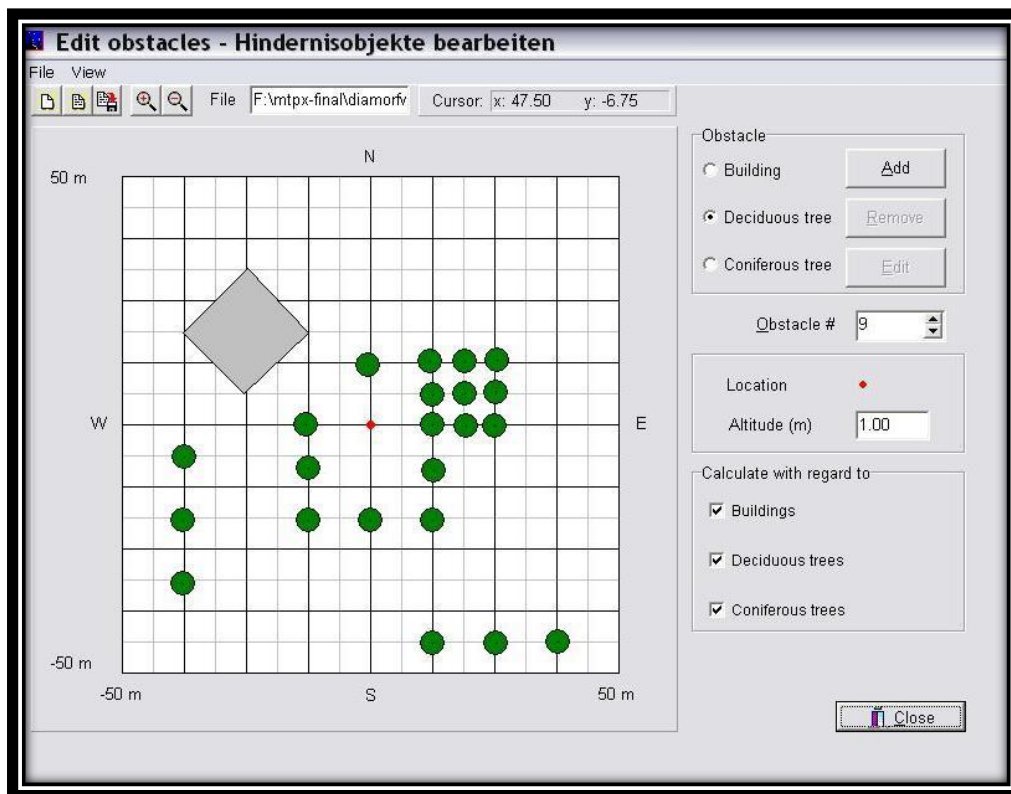 Edit obstacles - Hindernisobjekte bearbeiten
File View
File F:\mtpx-final\diamorfv Cursor: x: 47.50 y: -6.75
N
50 m
W
E
-50 m
-50 m
S
50 m
Obstacle
Building Add
Deciduous tree Remove
Coniferous tree Edit
Obstacle # 9
Location
Altitude (m) 1.00
Calculate with regard to
Buildings
Deciduous trees
Coniferous trees
Close